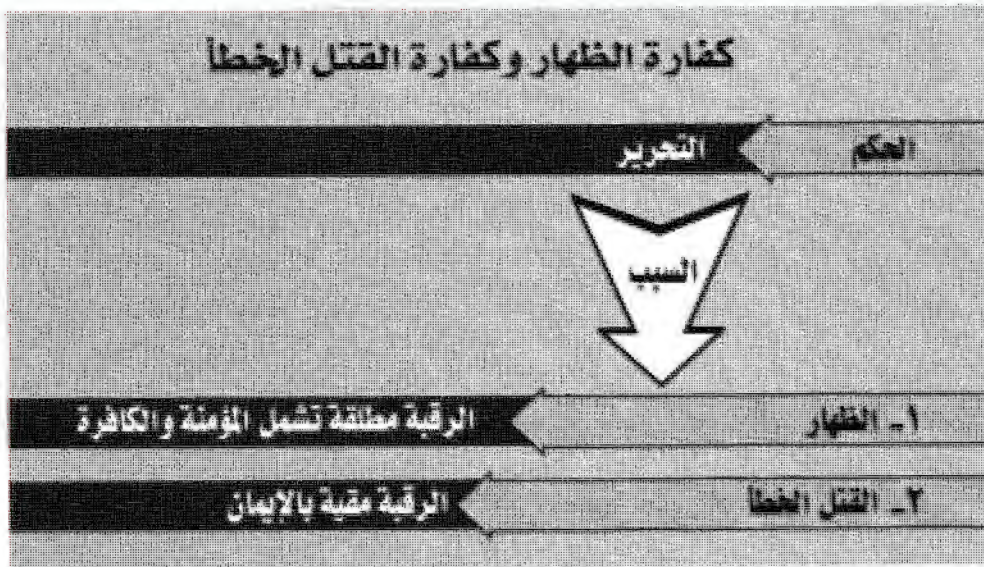 كفارة الظهار وكفارة القتل الخطأ
الحكم التحرير
السبب
١ـ الظهار الرقبة مطلقة تشمل المؤمنة والكافرة
٢ـ القتل الخطأ الرقبة مقية بالإيمان